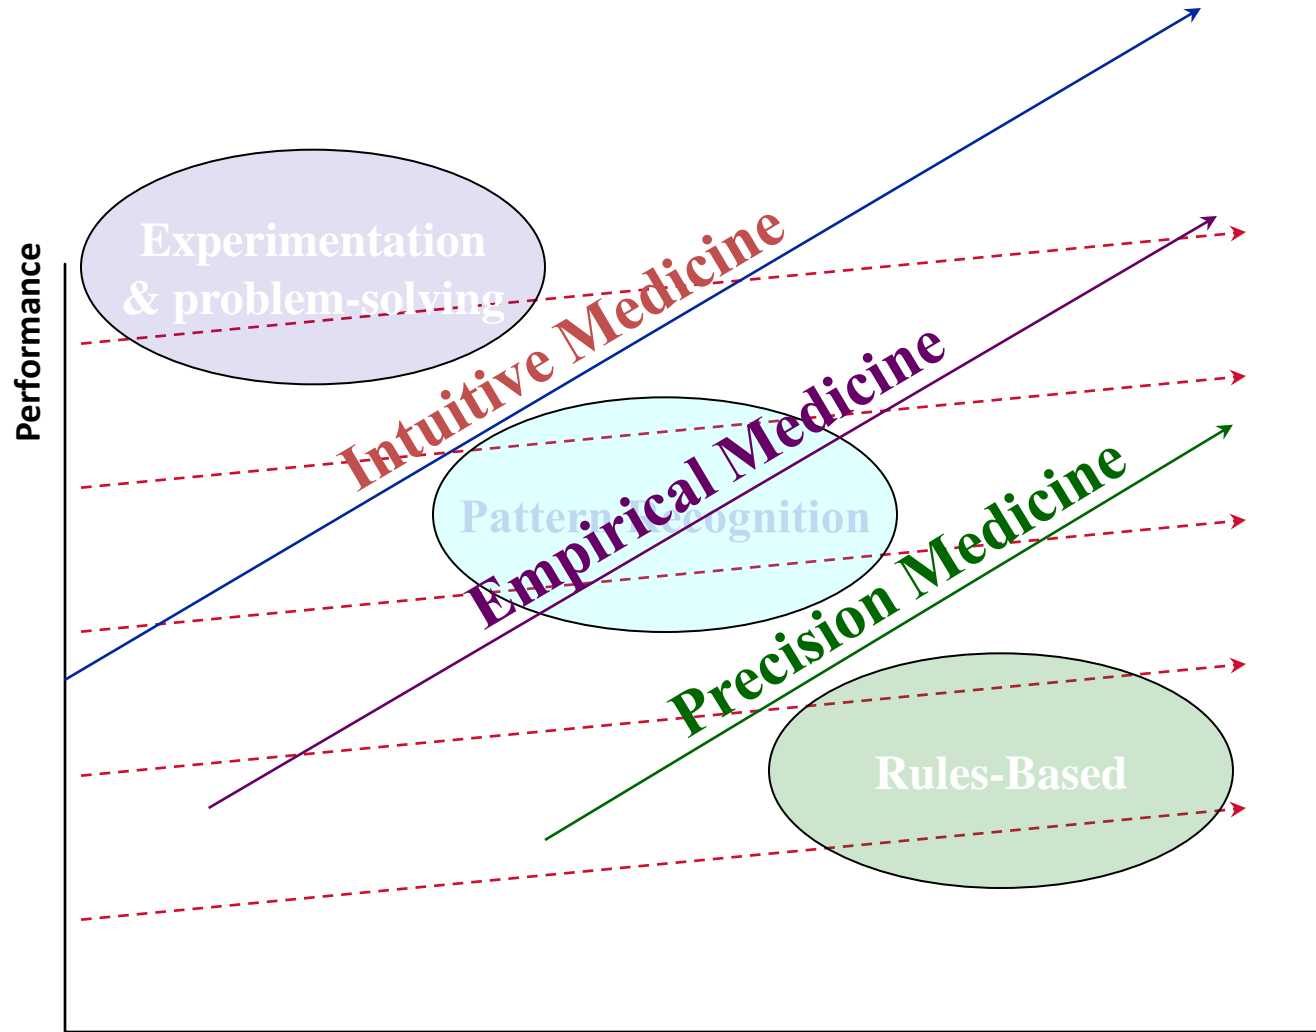 Performance
Experimentation
& problem-solving
Intuitive Medicine
Pattern Recognition
Empirical Medicine
Precision Medicine
Rules-Based